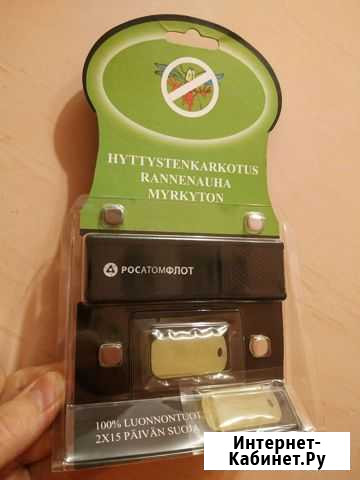 HYTTYSTENKARKOTUS
RANNENAUHA
MYRKYTON
РОСАТОМФЛОТ
100% LUONNONTUOT
2X15 PÄIVÄN SUOJA
Интернет-
Кабинет.Ру